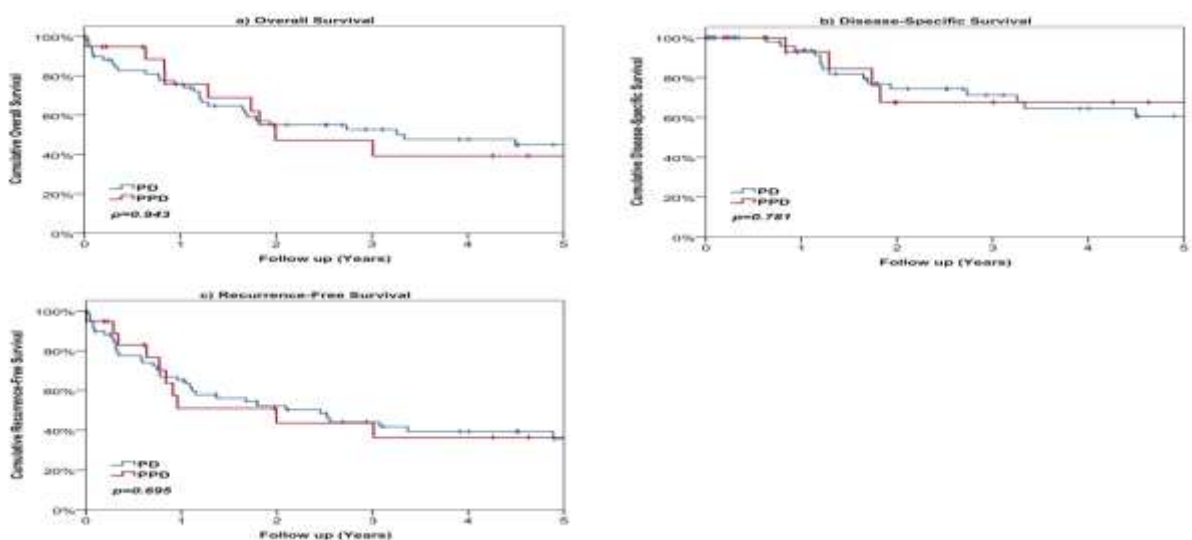 a) Overall Survival
Cumulative Overall Survival
100%
80%
60%
40%
20%
0%
PD
PPD
p=0.943
0 1 2 3 4 5
Follow up (Years)
b) Disease-Specific Survival
Cumulative Disease-Specific Survival
100%
80%
60%
40%
20%
0%
PD
PPD
p=0.781
0 1 2 3 4 5
Follow up (Years)
c) Recurrence-Free Survival
Cumulative Recurrence-Free Survival
100%
80%
60%
40%
20%
0%
PD
PPD
p=0.695
0 1 2 3 4 5
Follow up (Years)